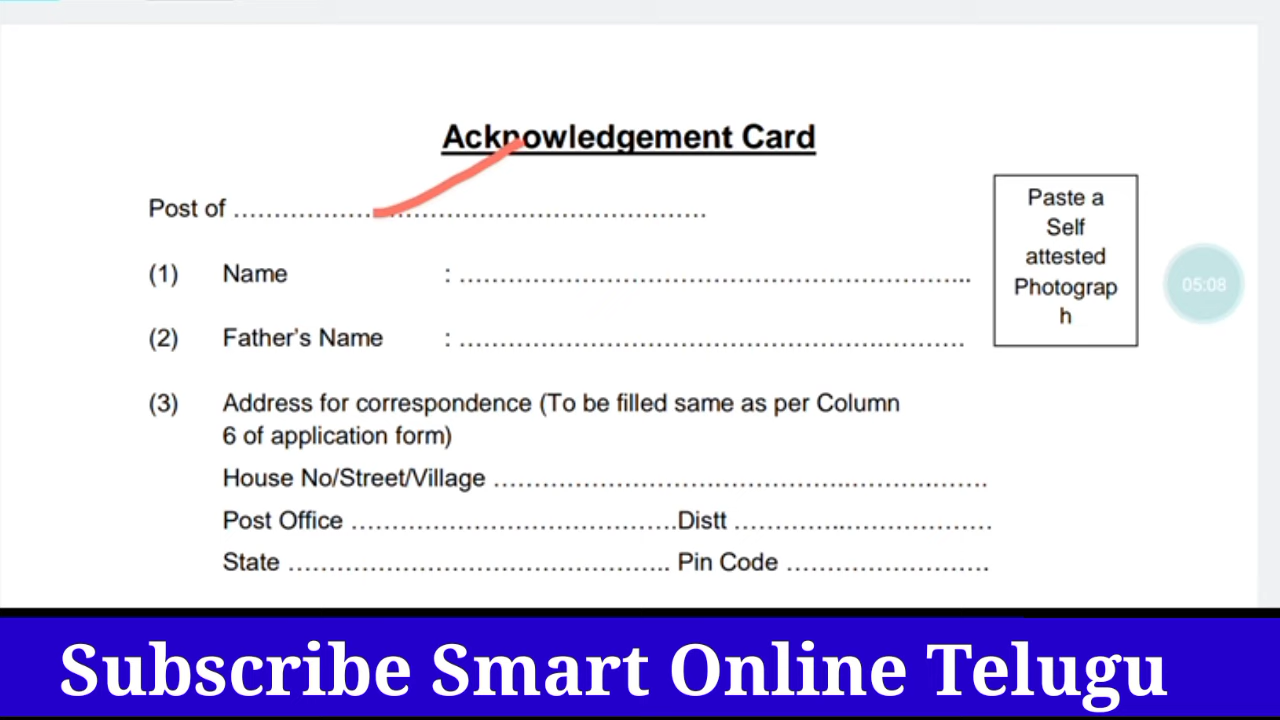 Acknowledgement Card
Post of ……………………………………………….
Paste a
Self
attested
Photograp
h
(1) Name : ……………………………………………………..
(2) Father’s Name : …………………………………………….………
(3) Address for correspondence (To be filled same as per Column
6 of application form)
House No/Street/Village ……………………………………..……….…….
Post Office ………………………………….Distt …………..………………
State ……………………………………….. Pin Code …………………….
05:08
Subscribe Smart Online Telugu